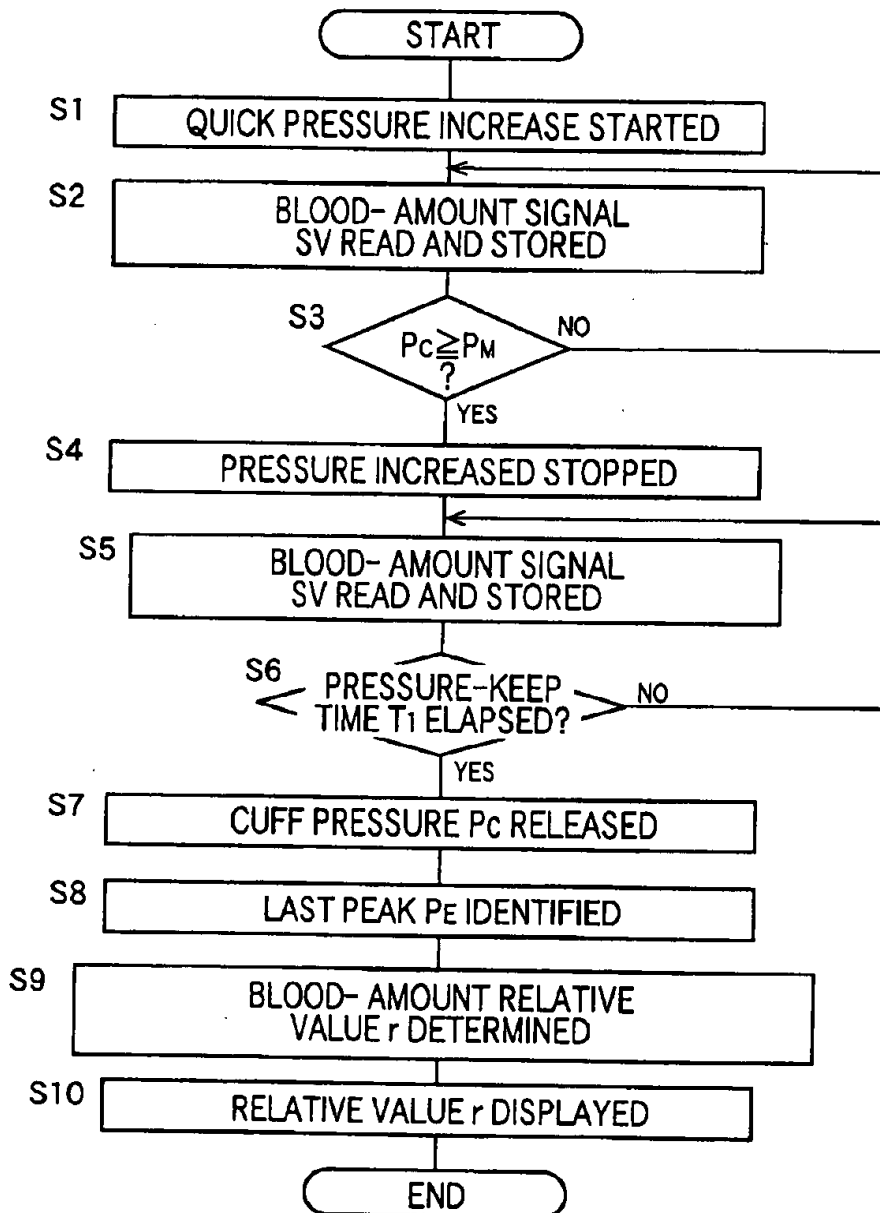 START
S1
QUICK PRESSURE INCREASE STARTED
S2
BLOOD- AMOUNT SIGNAL
SV READ AND STORED
S3
PC≧PM
?
NO
YES
S4
PRESSURE INCREASED STOPPED
S5
BLOOD- AMOUNT SIGNAL
SV READ AND STORED
S6
PRESSURE-KEEP
TIME T1 ELAPSED?
NO
YES
S7
CUFF PRESSURE PC RELEASED
S8
LAST PEAK PE IDENTIFIED
S9
BLOOD- AMOUNT RELATIVE
VALUE r DETERMINED
S10
RELATIVE VALUE r DISPLAYED
END